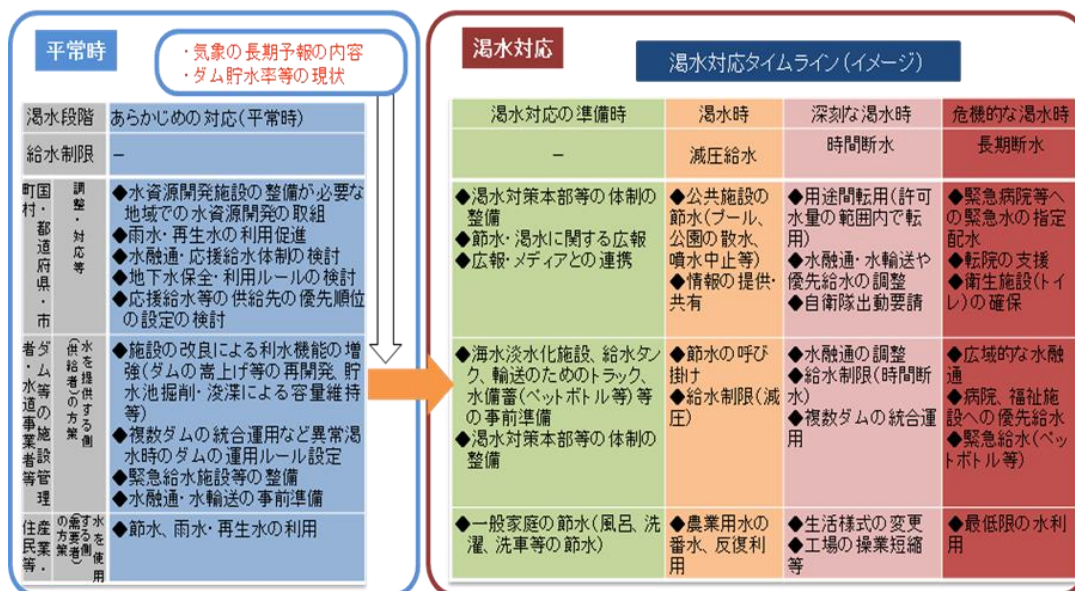 平常時
・気象の長期予報の内容
・ダム貯水率等の現状
渇水段階
あらかじめの対応(平常時)
給水制限
－
国・都道府県・市
町村
調整・対応等
◆水資源開発施設の整備が必要な
地域での水資源開発の取組
◆雨水・再生水の利用促進
◆水融通・応援給水体制の検討
◆地下水保全・利用ルールの検討
◆応援給水等の供給先の優先順位
の設定の検討
ダム等の施設管理
者・水道事業者等
水を提供する側
(供給者)の方策
◆施設の改良による利水機能の増
強(ダムの嵩上げ等の再開発、貯
水池掘削・浚渫による容量維持
等)
◆複数ダムの統合運用など異常渇
水時のダムの運用ルール設定
◆緊急給水施設等の整備
◆水融通・水輸送の事前準備
産業・
住民等
水を使用
する側
(需要者)
の方策
◆節水、雨水・再生水の利用
渇水対応
渇水対応タイムライン(イメージ)
渇水対応の準備時
－
◆渇水対策本部等の体制の
整備
◆節水・渇水に関する広報
◆広報・メディアとの連携
◆海水淡水化施設、給水タン
ク、輸送のためのトラック、
水備蓄(ペットボトル等)等
の事前準備
◆渇水対策本部等の体制の
整備
◆一般家庭の節水(風呂、洗
濯、洗車等の節水)
渇水時
減圧給水
◆公共施設の
節水(プール、
公園の散水、
噴水中止等)
◆情報の提供・
共有
◆節水の呼び
掛け
◆給水制限(減
圧)
◆農業用水の
番水、反復利
用
深刻な渇水時
時間断水
◆用途間転用(許可
水量の範囲内で転
用)
◆水融通・水輸送や
優先給水の調整
◆自衛隊出動要請
◆水融通の調整
◆給水制限(時間断
水)
◆複数ダムの統合運
用
◆生活様式の変更
◆工場の操業短縮
等
危機的な渇水時
長期断水
◆緊急病院等へ
の緊急水の指定
配水
◆転院の支援
◆衛生施設(トイ
レ)の確保
◆広域的な水融
通
◆病院、福祉施
設への優先給水
◆緊急給水(ペッ
トボトル等)
◆最低限の水利
用